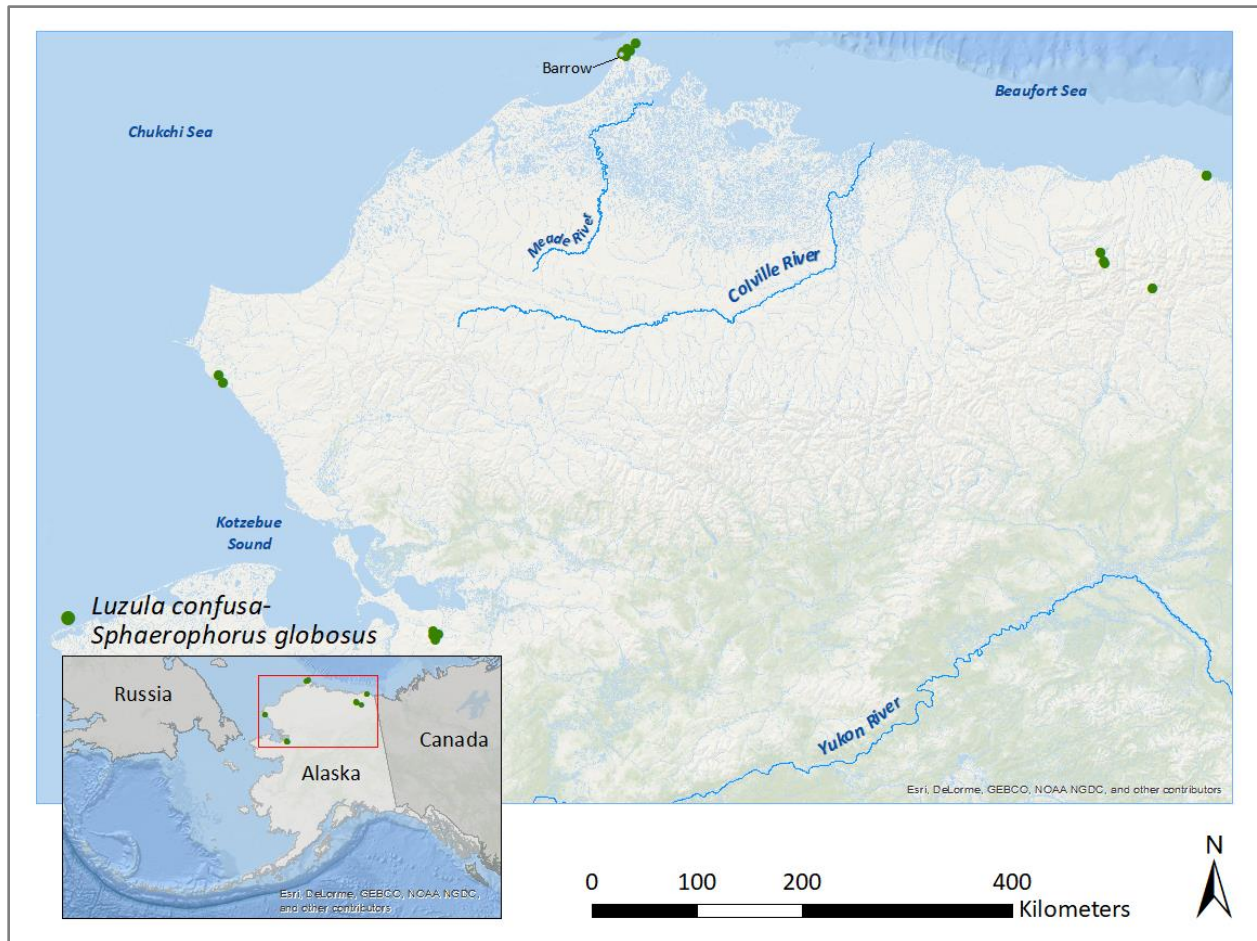 Barrow
Beaufort Sea
Chukchi Sea
Meade River
Colville River
Kotzebue
Sound
Luzula confusa-
Sphaerophorus globosus
Yukon River
Esri, DeLorme, GEBCO, NOAA NGDC, and other contributors
Russia
Canada
Alaska
Esri, DeLorme, GEBCO, NOAA NGDC,
and other contributors
N
0 100 200 400
Kilometers